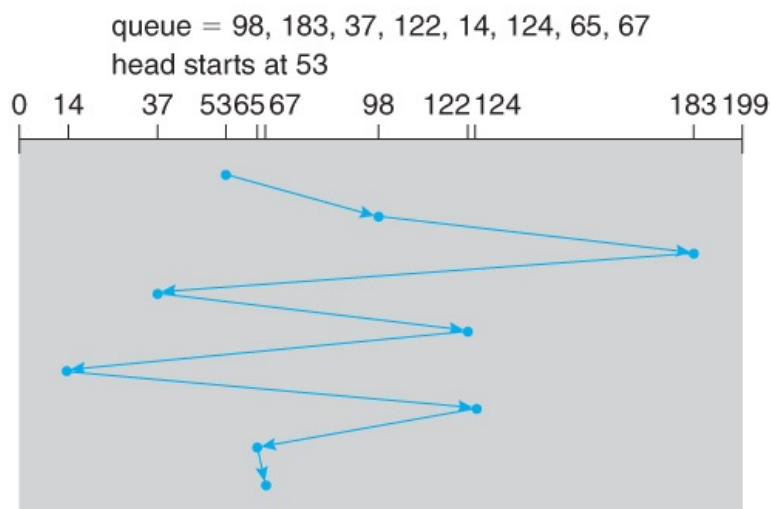 queue = 98, 183, 37, 122, 14, 124, 65, 67
head starts at 53
0 14 37 53 65 67 98 122 124 183 199